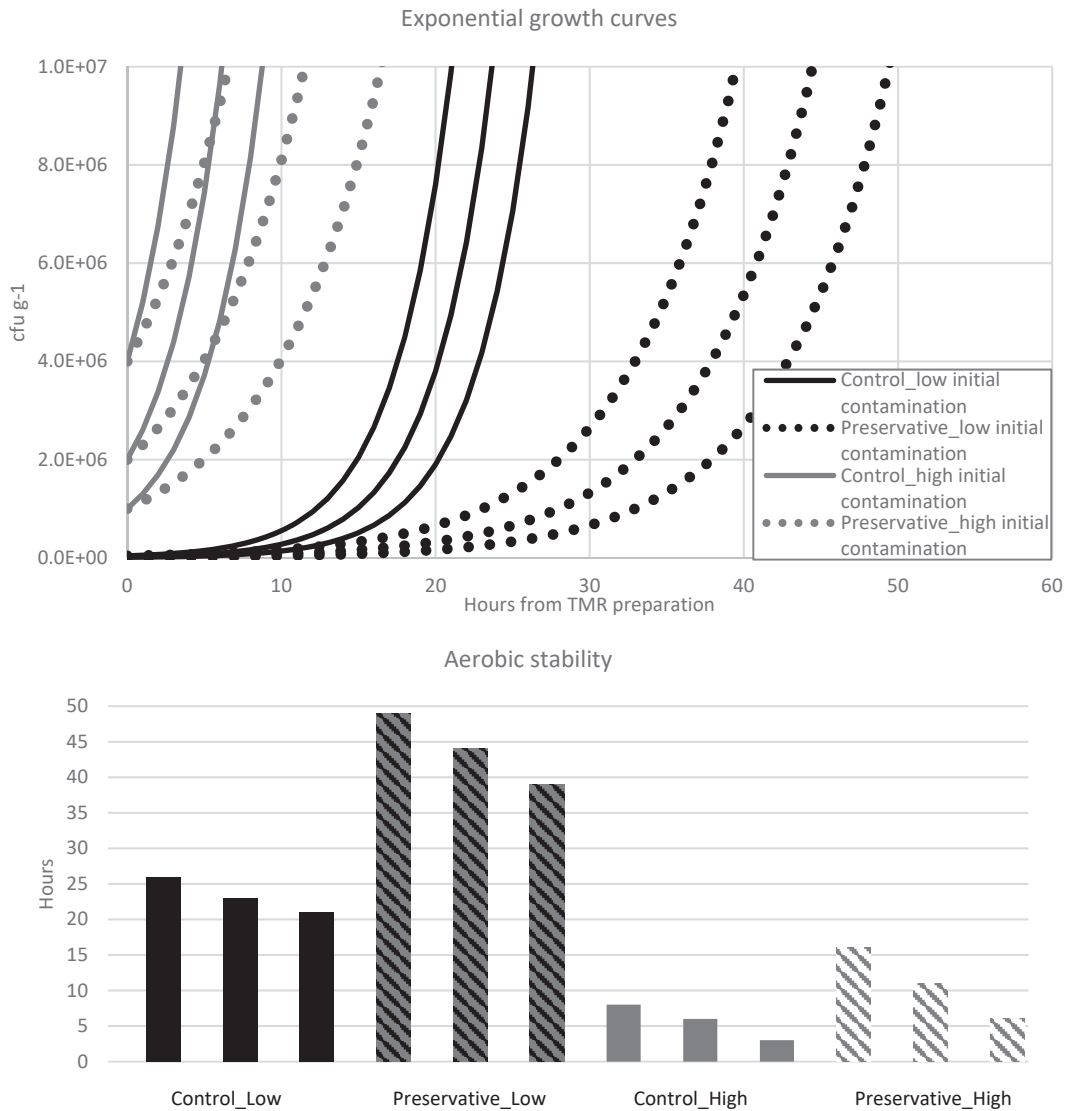 Exponential growth curves
1.0E+07
8.0E+06
6.0E+06
4.0E+06
2.0E+06
0.0E+00
cfu g-1
Control_low initial
contamination
Preservative_low initial
contamination
Control_high initial
contamination
Preservative_high initial
contamination
0 10 20 30 40 50 60
Hours from TMR preparation
Aerobic stability
50
45
40
35
30
25
20
15
10
5
0
Hours
Control_Low Preservative_Low Control_High Preservative_High